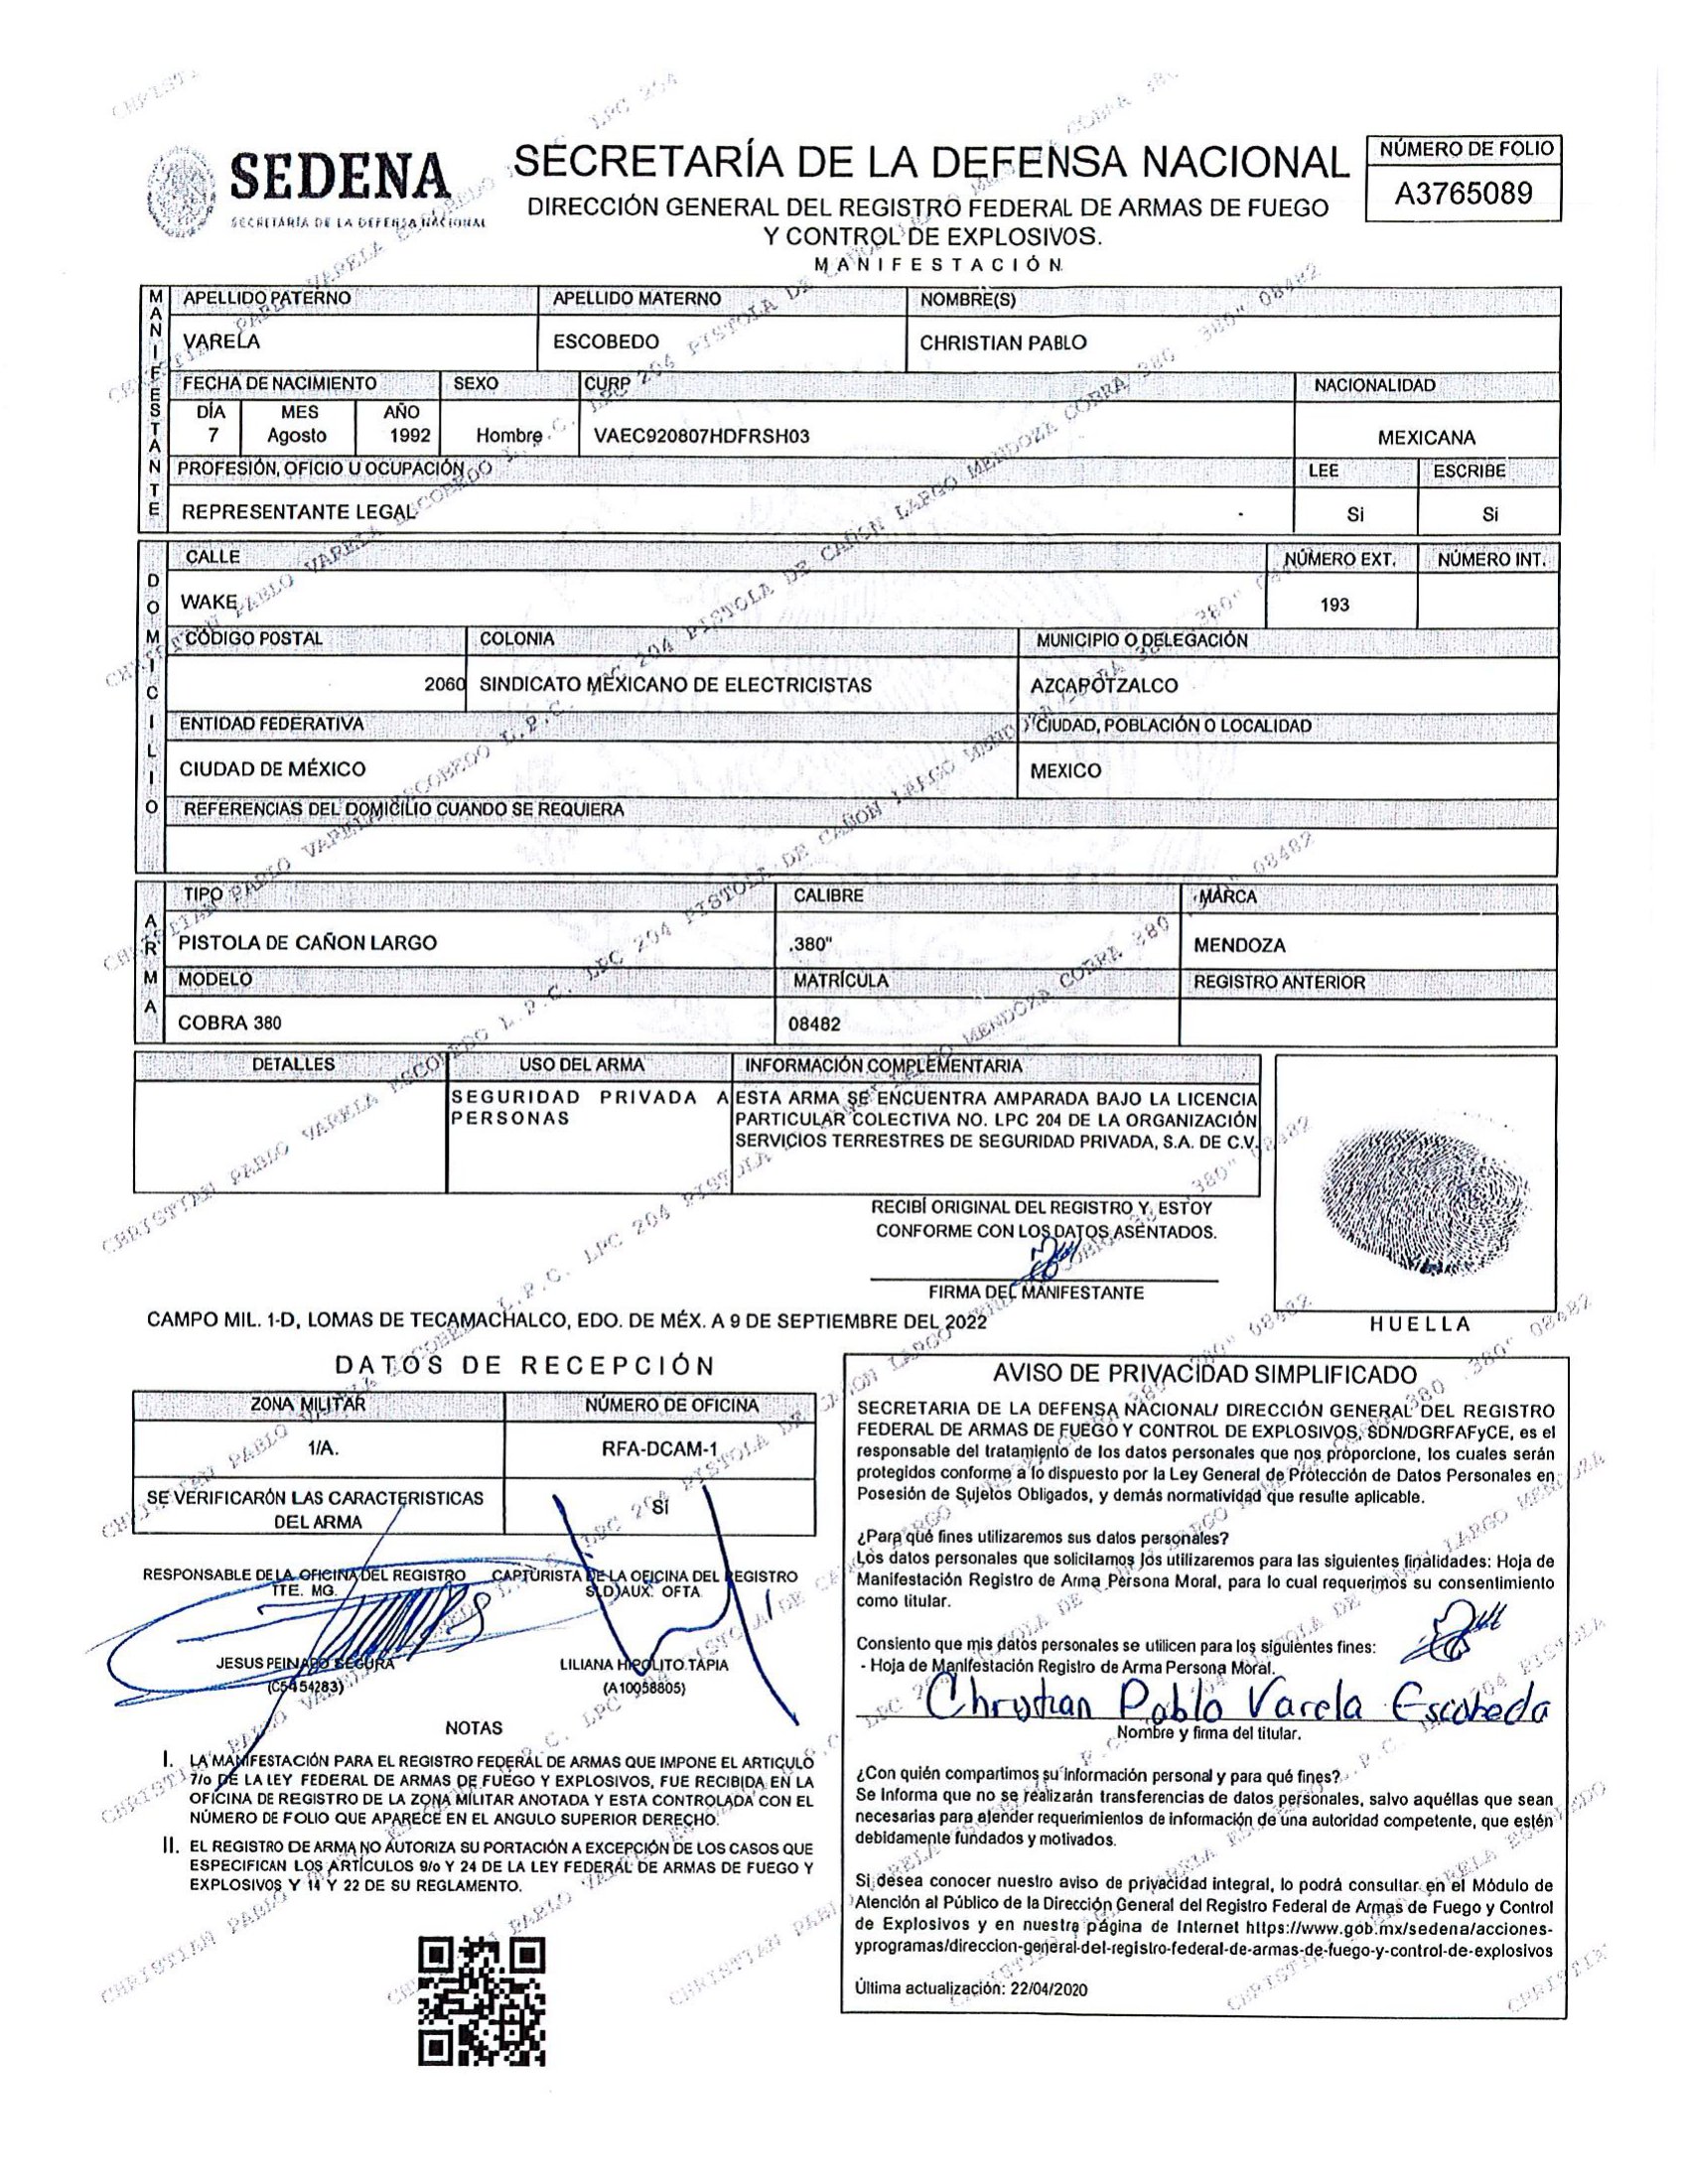 SEDENA
SECRETARÍA DE LA DEFENSA NACIONAL
SECRETARÍA DE LA DEFENSA NACIONAL
DIRECCIÓN GENERAL DEL REGISTRO FEDERAL DE ARMAS DE FUEGO
Y CONTROL DE EXPLOSIVOS.
MANIFESTACIÓN
NÚMERO DE FOLIO
A3765089
MANIFESTANTE
APELLIDO PATERNO APELLIDO MATERNO NOMBRE(S)
VARELA ESCOBEDO CHRISTIAN PABLO
FECHA DE NACIMIENTO SEXO CURP NACIONALIDAD
DÍA MES AÑO
7 Agosto 1992 Hombre VAEC920807HDFRSH03 MEXICANA
PROFESIÓN, OFICIO U OCUPACIÓN LEE ESCRIBE
REPRESENTANTE LEGAL Si Si
DOMICILIO
CALLE NÚMERO EXT. NÚMERO INT.
WAKE 193
CÓDIGO POSTAL COLONIA MUNICIPIO O DELEGACIÓN
2060 SINDICATO MEXICANO DE ELECTRICISTAS AZCAPOTZALCO
ENTIDAD FEDERATIVA CIUDAD, POBLACIÓN O LOCALIDAD
CIUDAD DE MÉXICO MEXICO
REFERENCIAS DEL DOMICILIO CUANDO SE REQUIERA
ARMA
TIPO CALIBRE MARCA
PISTOLA DE CAÑON LARGO .380" MENDOZA
MODELO MATRÍCULA REGISTRO ANTERIOR
COBRA 380 08482
DETALLES USO DEL ARMA INFORMACIÓN COMPLEMENTARIA
SEGURIDAD PRIVADA A
PERSONAS
ESTA ARMA SE ENCUENTRA AMPARADA BAJO LA LICENCIA
PARTICULAR COLECTIVA NO. LPC 204 DE LA ORGANIZACIÓN
SERVICIOS TERRESTRES DE SEGURIDAD PRIVADA, S.A. DE C.V.
RECIBÍ ORIGINAL DEL REGISTRO Y ESTOY
CONFORME CON LOS DATOS ASENTADOS.
FIRMA DEL MANIFESTANTE
HUELLA
CAMPO MIL. 1-D, LOMAS DE TECAMACHALCO, EDO. DE MÉX. A 9 DE SEPTIEMBRE DEL 2022
DATOS DE RECEPCIÓN
ZONA MILITAR NÚMERO DE OFICINA
1/A. RFA-DCAM-1
SE VERIFICARÓN LAS CARACTERISTICAS
DEL ARMA
SÍ
RESPONSABLE DE LA OFICINA DEL REGISTRO
TTE. MG.
JESUS PEINADO SEGURA
(C5454283)
CAPTURISTA DE LA OFICINA DEL REGISTRO
SLD. AUX. OFTA
LILIANA HIPOLITO TAPIA
(A10058805)
NOTAS
I. LA MANIFESTACIÓN PARA EL REGISTRO FEDERAL DE ARMAS QUE IMPONE EL ARTICULO
7/o DE LA LEY FEDERAL DE ARMAS DE FUEGO Y EXPLOSIVOS, FUE RECIBIDA EN LA
OFICINA DE REGISTRO DE LA ZONA MILITAR ANOTADA Y ESTA CONTROLADA CON EL
NÚMERO DE FOLIO QUE APARECE EN EL ANGULO SUPERIOR DERECHO.
II. EL REGISTRO DE ARMA NO AUTORIZA SU PORTACIÓN A EXCEPCIÓN DE LOS CASOS QUE
ESPECIFICAN LOS ARTÍCULOS 9/o Y 24 DE LA LEY FEDERAL DE ARMAS DE FUEGO Y
EXPLOSIVOS Y 14 Y 22 DE SU REGLAMENTO.
AVISO DE PRIVACIDAD SIMPLIFICADO
SECRETARIA DE LA DEFENSA NACIONAL/ DIRECCIÓN GENERAL DEL REGISTRO
FEDERAL DE ARMAS DE FUEGO Y CONTROL DE EXPLOSIVOS, SDN/DGRFAFyCE, es el
responsable del tratamiento de los datos personales que nos proporcione, los cuales serán
protegidos conforme a lo dispuesto por la Ley General de Protección de Datos Personales en
Posesión de Sujetos Obligados, y demás normatividad que resulte aplicable.
¿Para qué fines utilizaremos sus datos personales?
Los datos personales que solicitamos los utilizaremos para las siguientes finalidades: Hoja de
Manifestación Registro de Arma Persona Moral, para lo cual requerimos su consentimiento
como titular.
Consiento que mis datos personales se utilicen para los siguientes fines:
- Hoja de Manifestación Registro de Arma Persona Moral.
Christian Pablo Varela Escobedo
Nombre y firma del titular.
¿Con quién compartimos su información personal y para qué fines?
Se Informa que no se realizarán transferencias de datos personales, salvo aquéllas que sean
necesarias para atender requerimientos de información de una autoridad competente, que estén
debidamente fundados y motivados.
Si desea conocer nuestro aviso de privacidad integral, lo podrá consultar en el Módulo de
Atención al Público de la Dirección General del Registro Federal de Armas de Fuego y Control
de Explosivos y en nuestra página de Internet https://www.gob.mx/sedena/acciones-
yprogramas/direccion-general-del-registro-federal-de-armas-de-fuego-y-control-de-explosivos
Última actualización: 22/04/2020